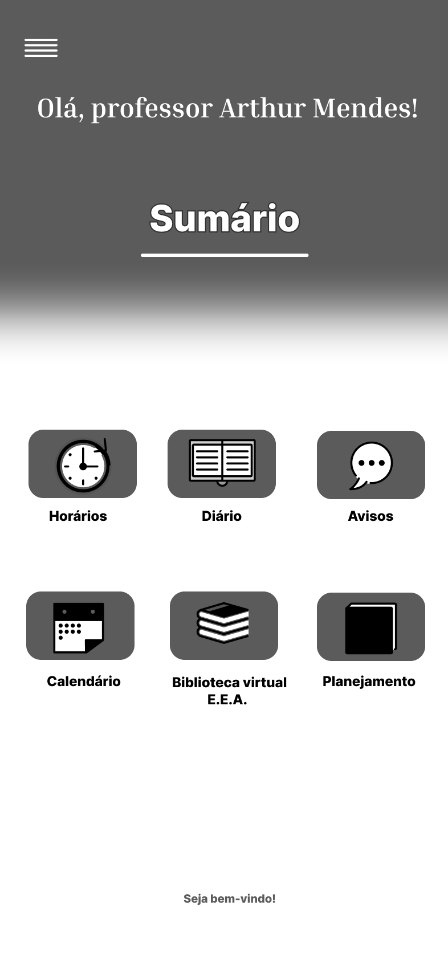 Olá, professor Arthur Mendes!
Sumário
Horários
Diário
Avisos
Calendário
Biblioteca virtual
E.E.A.
Planejamento
Seja bem-vindo!